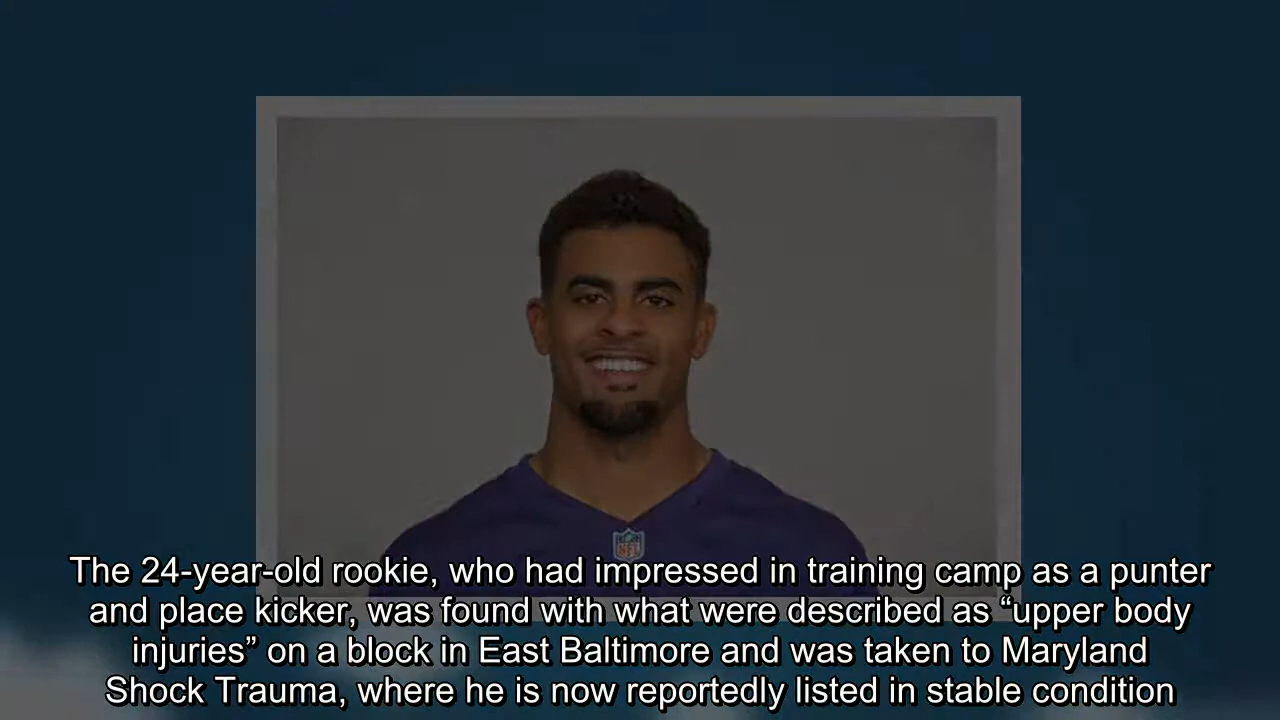 NFL
The 24-year-old rookie, who had impressed in training camp as a punter
and place kicker, was found with what were described as “upper body
injuries” on a block in East Baltimore and was taken to Maryland
Shock Trauma, where he is now reportedly listed in stable condition